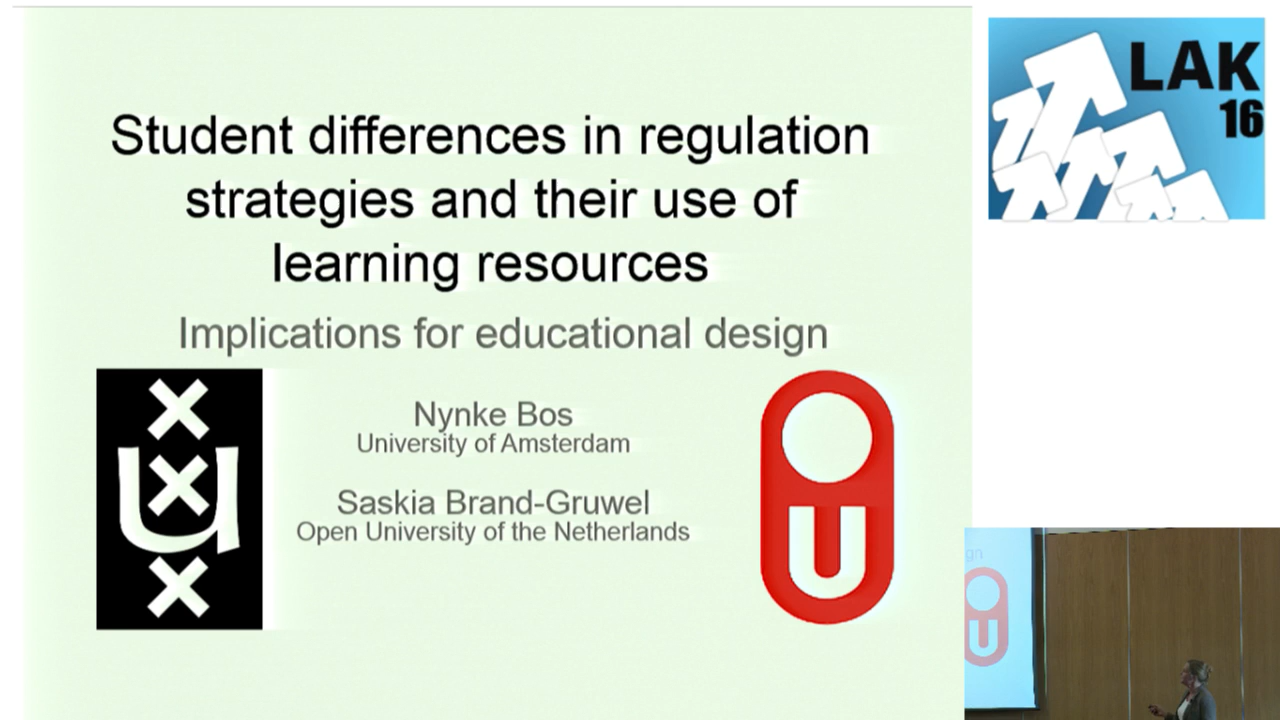 Student differences in regulation
strategies and their use of
learning resources
Implications for educational design
Nynke Bos
University of Amsterdam
Saskia Brand-Gruwel
Open University of the Netherlands
LAK
16
gn
U